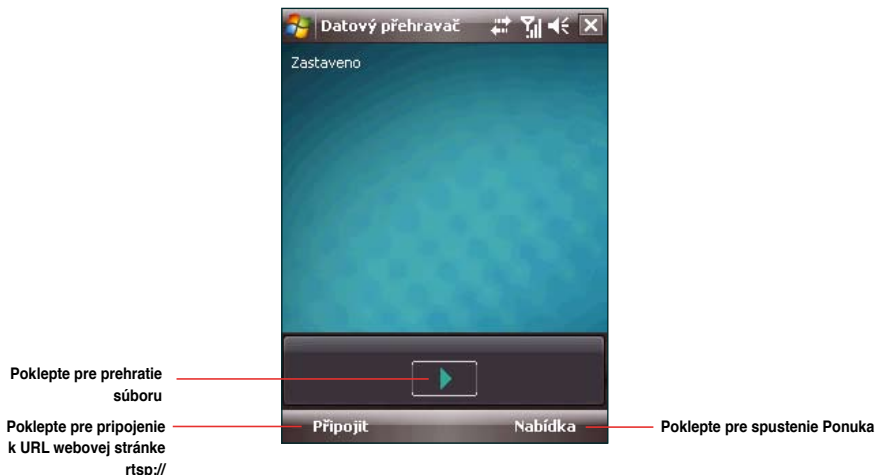 Datový přehravač
Zastaveno
Poklepte pre prehratie
súboru
Poklepte pre pripojenie
k URL webovej stránke
rtsp://
Připojit
Nabídka
Poklepte pre spustenie Ponuka